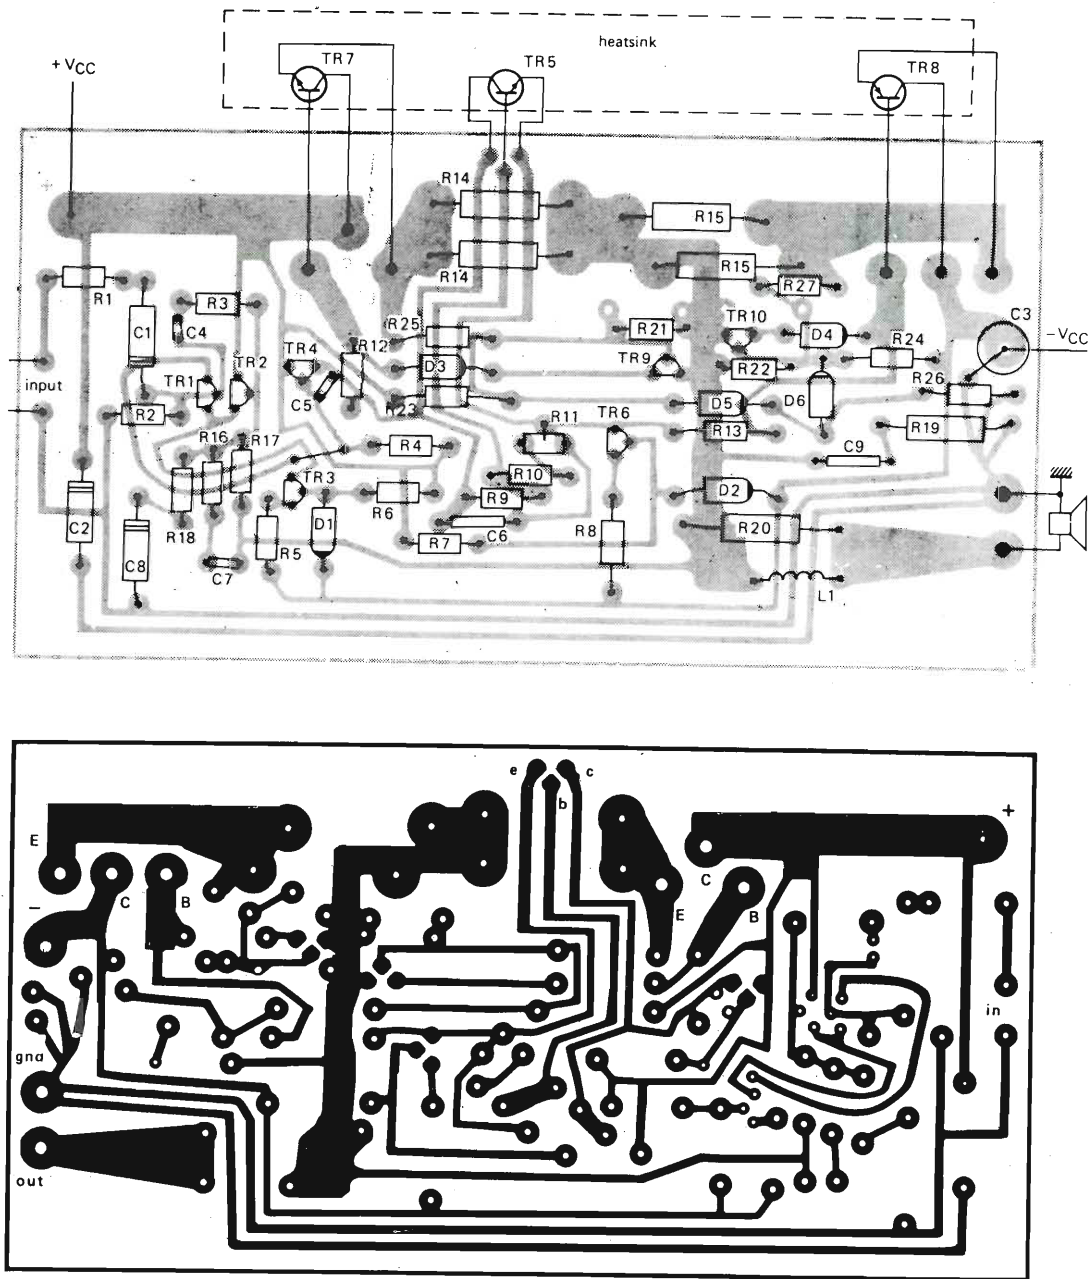 heatsink
TR7
TR5
TR8
+ VCC
R14
R15
R1
R14
R15
R27
R3
C4
C1
C3
R25
R21
TR10
D4
-VCC
TR4
R12
D3
TR9
R22
R24
TR1
TR2
input
C5
R23
D5
D6
R26
R2
R11
TR6
R13
R19
R16
R17
R4
R10
C9
TR3
R6
R9
D2
C2
R18
D1
C6
R8
R20
R5
R7
C8
C7
L1
e
c
b
+
E
C
C
B
E
B
-
in
gnd
out